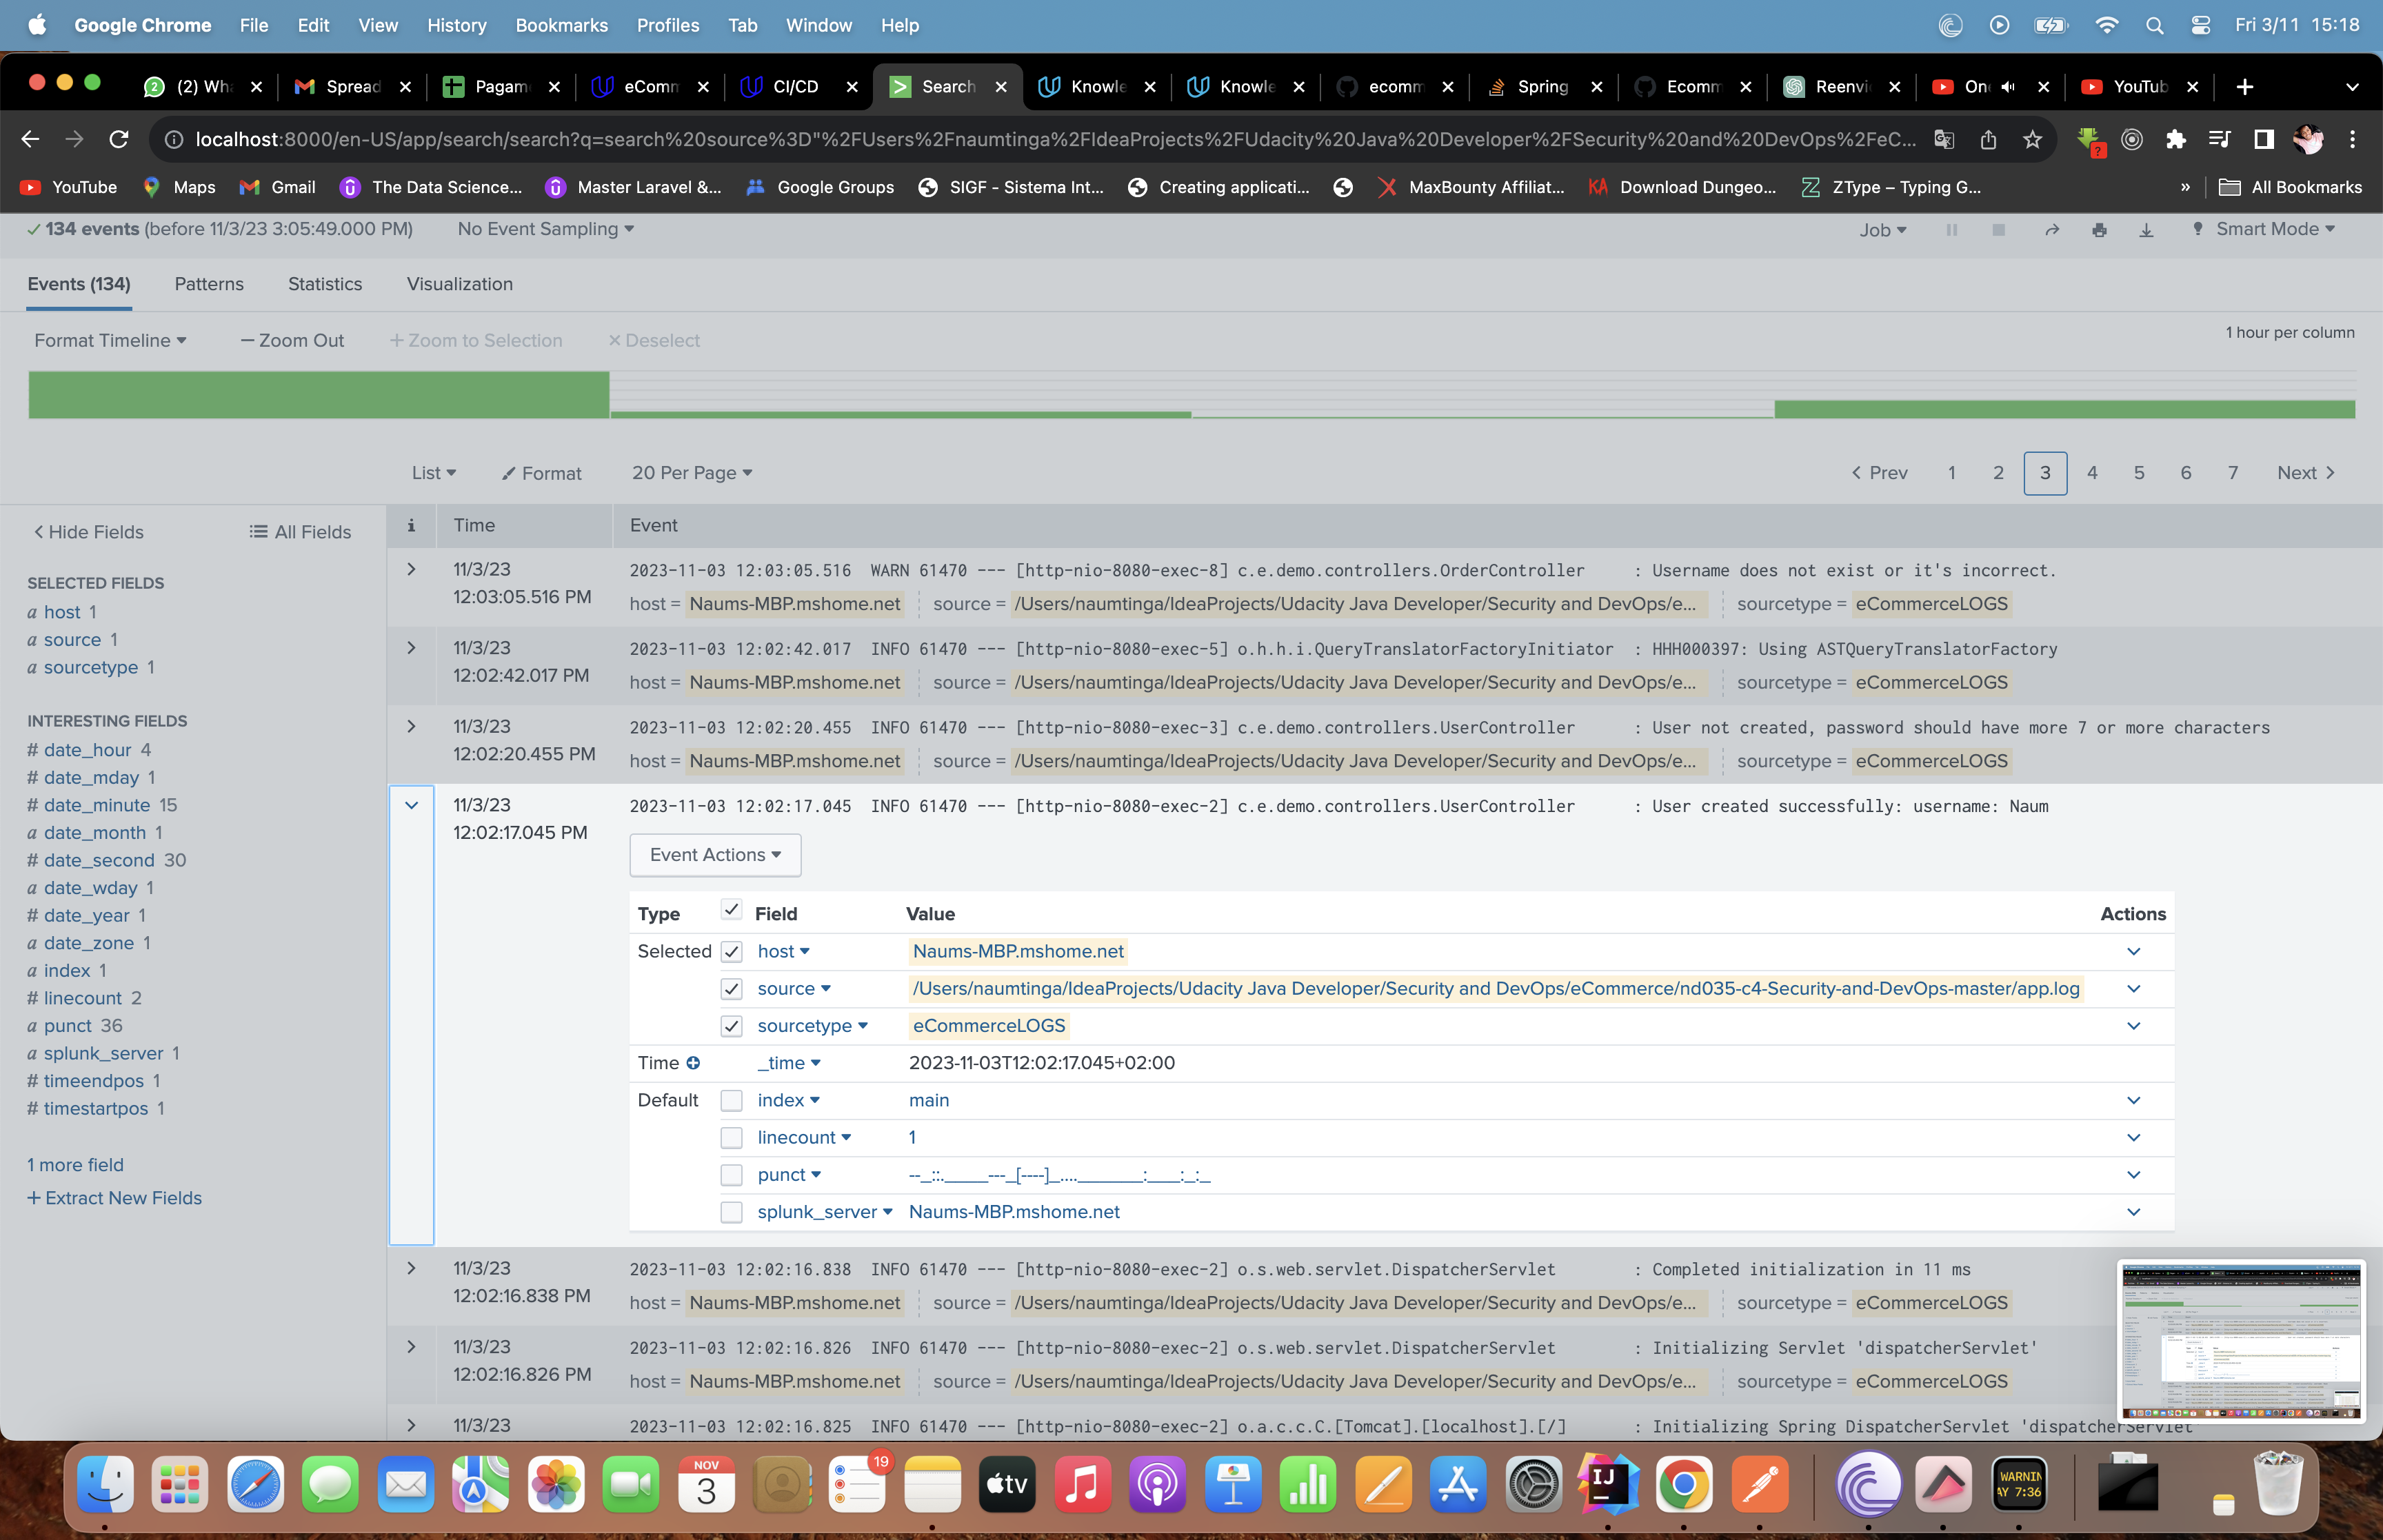 Google Chrome File Edit View History Bookmarks Profiles Tab Window Help Fri 3/11 15:18
(2) Wha Spread Pagam eComm CI/CD Search Knowle Knowle ecomm Spring Ecomm Reenvi On YouTub
localhost:8000/en-US/app/search/search?q=search%20source%3D"%2FUsers%2Fnaumtinga%2FIdeaProjects%2FUdacity%20Java%20Developer%2FSecurity%20and%20DevOps%2FeC...
YouTube Maps Gmail The Data Science... Master Laravel &... Google Groups SIGF - Sistema Int... Creating applicati... MaxBounty Affiliat... Download Dungeo... ZType – Typing G... » All Bookmarks
134 events (before 11/3/23 3:05:49.000 PM) No Event Sampling Job Smart Mode
Events (134) Patterns Statistics Visualization
Format Timeline — Zoom Out + Zoom to Selection × Deselect 1 hour per column
List Format 20 Per Page < Prev 1 2 3 4 5 6 7 Next >
< Hide Fields All Fields
i Time Event
SELECTED FIELDS
a host 1
a source 1
a sourcetype 1
INTERESTING FIELDS
# date_hour 4
# date_mday 1
# date_minute 15
a date_month 1
# date_second 30
a date_wday 1
# date_year 1
a date_zone 1
a index 1
# linecount 2
a punct 36
a splunk_server 1
# timeendpos 1
# timestartpos 1
1 more field
+ Extract New Fields
11/3/23 2023-11-03 12:03:05.516 WARN 61470 --- [http-nio-8080-exec-8] c.e.demo.controllers.OrderController : Username does not exist or it's incorrect.
12:03:05.516 PM host = Naums-MBP.mshome.net source = /Users/naumtinga/IdeaProjects/Udacity Java Developer/Security and DevOps/e... sourcetype = eCommerceLOGS
11/3/23 2023-11-03 12:02:42.017 INFO 61470 --- [http-nio-8080-exec-5] o.h.h.i.QueryTranslatorFactoryInitiator : HHH000397: Using ASTQueryTranslatorFactory
12:02:42.017 PM host = Naums-MBP.mshome.net source = /Users/naumtinga/IdeaProjects/Udacity Java Developer/Security and DevOps/e... sourcetype = eCommerceLOGS
11/3/23 2023-11-03 12:02:20.455 INFO 61470 --- [http-nio-8080-exec-3] c.e.demo.controllers.UserController : User not created, password should have more 7 or more characters
12:02:20.455 PM host = Naums-MBP.mshome.net source = /Users/naumtinga/IdeaProjects/Udacity Java Developer/Security and DevOps/e... sourcetype = eCommerceLOGS
11/3/23 2023-11-03 12:02:17.045 INFO 61470 --- [http-nio-8080-exec-2] c.e.demo.controllers.UserController : User created successfully: username: Naum
12:02:17.045 PM
Event Actions
Type Field Value Actions
Selected host Naums-MBP.mshome.net
source /Users/naumtinga/IdeaProjects/Udacity Java Developer/Security and DevOps/eCommerce/nd035-c4-Security-and-DevOps-master/app.log
sourcetype eCommerceLOGS
Time _time 2023-11-03T12:02:17.045+02:00
Default index main
linecount 1
punct --_::._____---_[----]_....________:____:_:_
splunk_server Naums-MBP.mshome.net
11/3/23 2023-11-03 12:02:16.838 INFO 61470 --- [http-nio-8080-exec-2] o.s.web.servlet.DispatcherServlet : Completed initialization in 11 ms
12:02:16.838 PM host = Naums-MBP.mshome.net source = /Users/naumtinga/IdeaProjects/Udacity Java Developer/Security and DevOps/e... sourcetype = eCommerceLOGS
11/3/23 2023-11-03 12:02:16.826 INFO 61470 --- [http-nio-8080-exec-2] o.s.web.servlet.DispatcherServlet : Initializing Servlet 'dispatcherServlet'
12:02:16.826 PM host = Naums-MBP.mshome.net source = /Users/naumtinga/IdeaProjects/Udacity Java Developer/Security and DevOps/e... sourcetype = eCommerceLOGS
11/3/23 2023-11-03 12:02:16.825 INFO 61470 --- [http-nio-8080-exec-2] o.a.c.c.C.[Tomcat].[localhost].[/] : Initializing Spring DispatcherServlet 'dispatcherServlet'
NOV
3
19
tv
IJ
WARNIN
AY 7:36